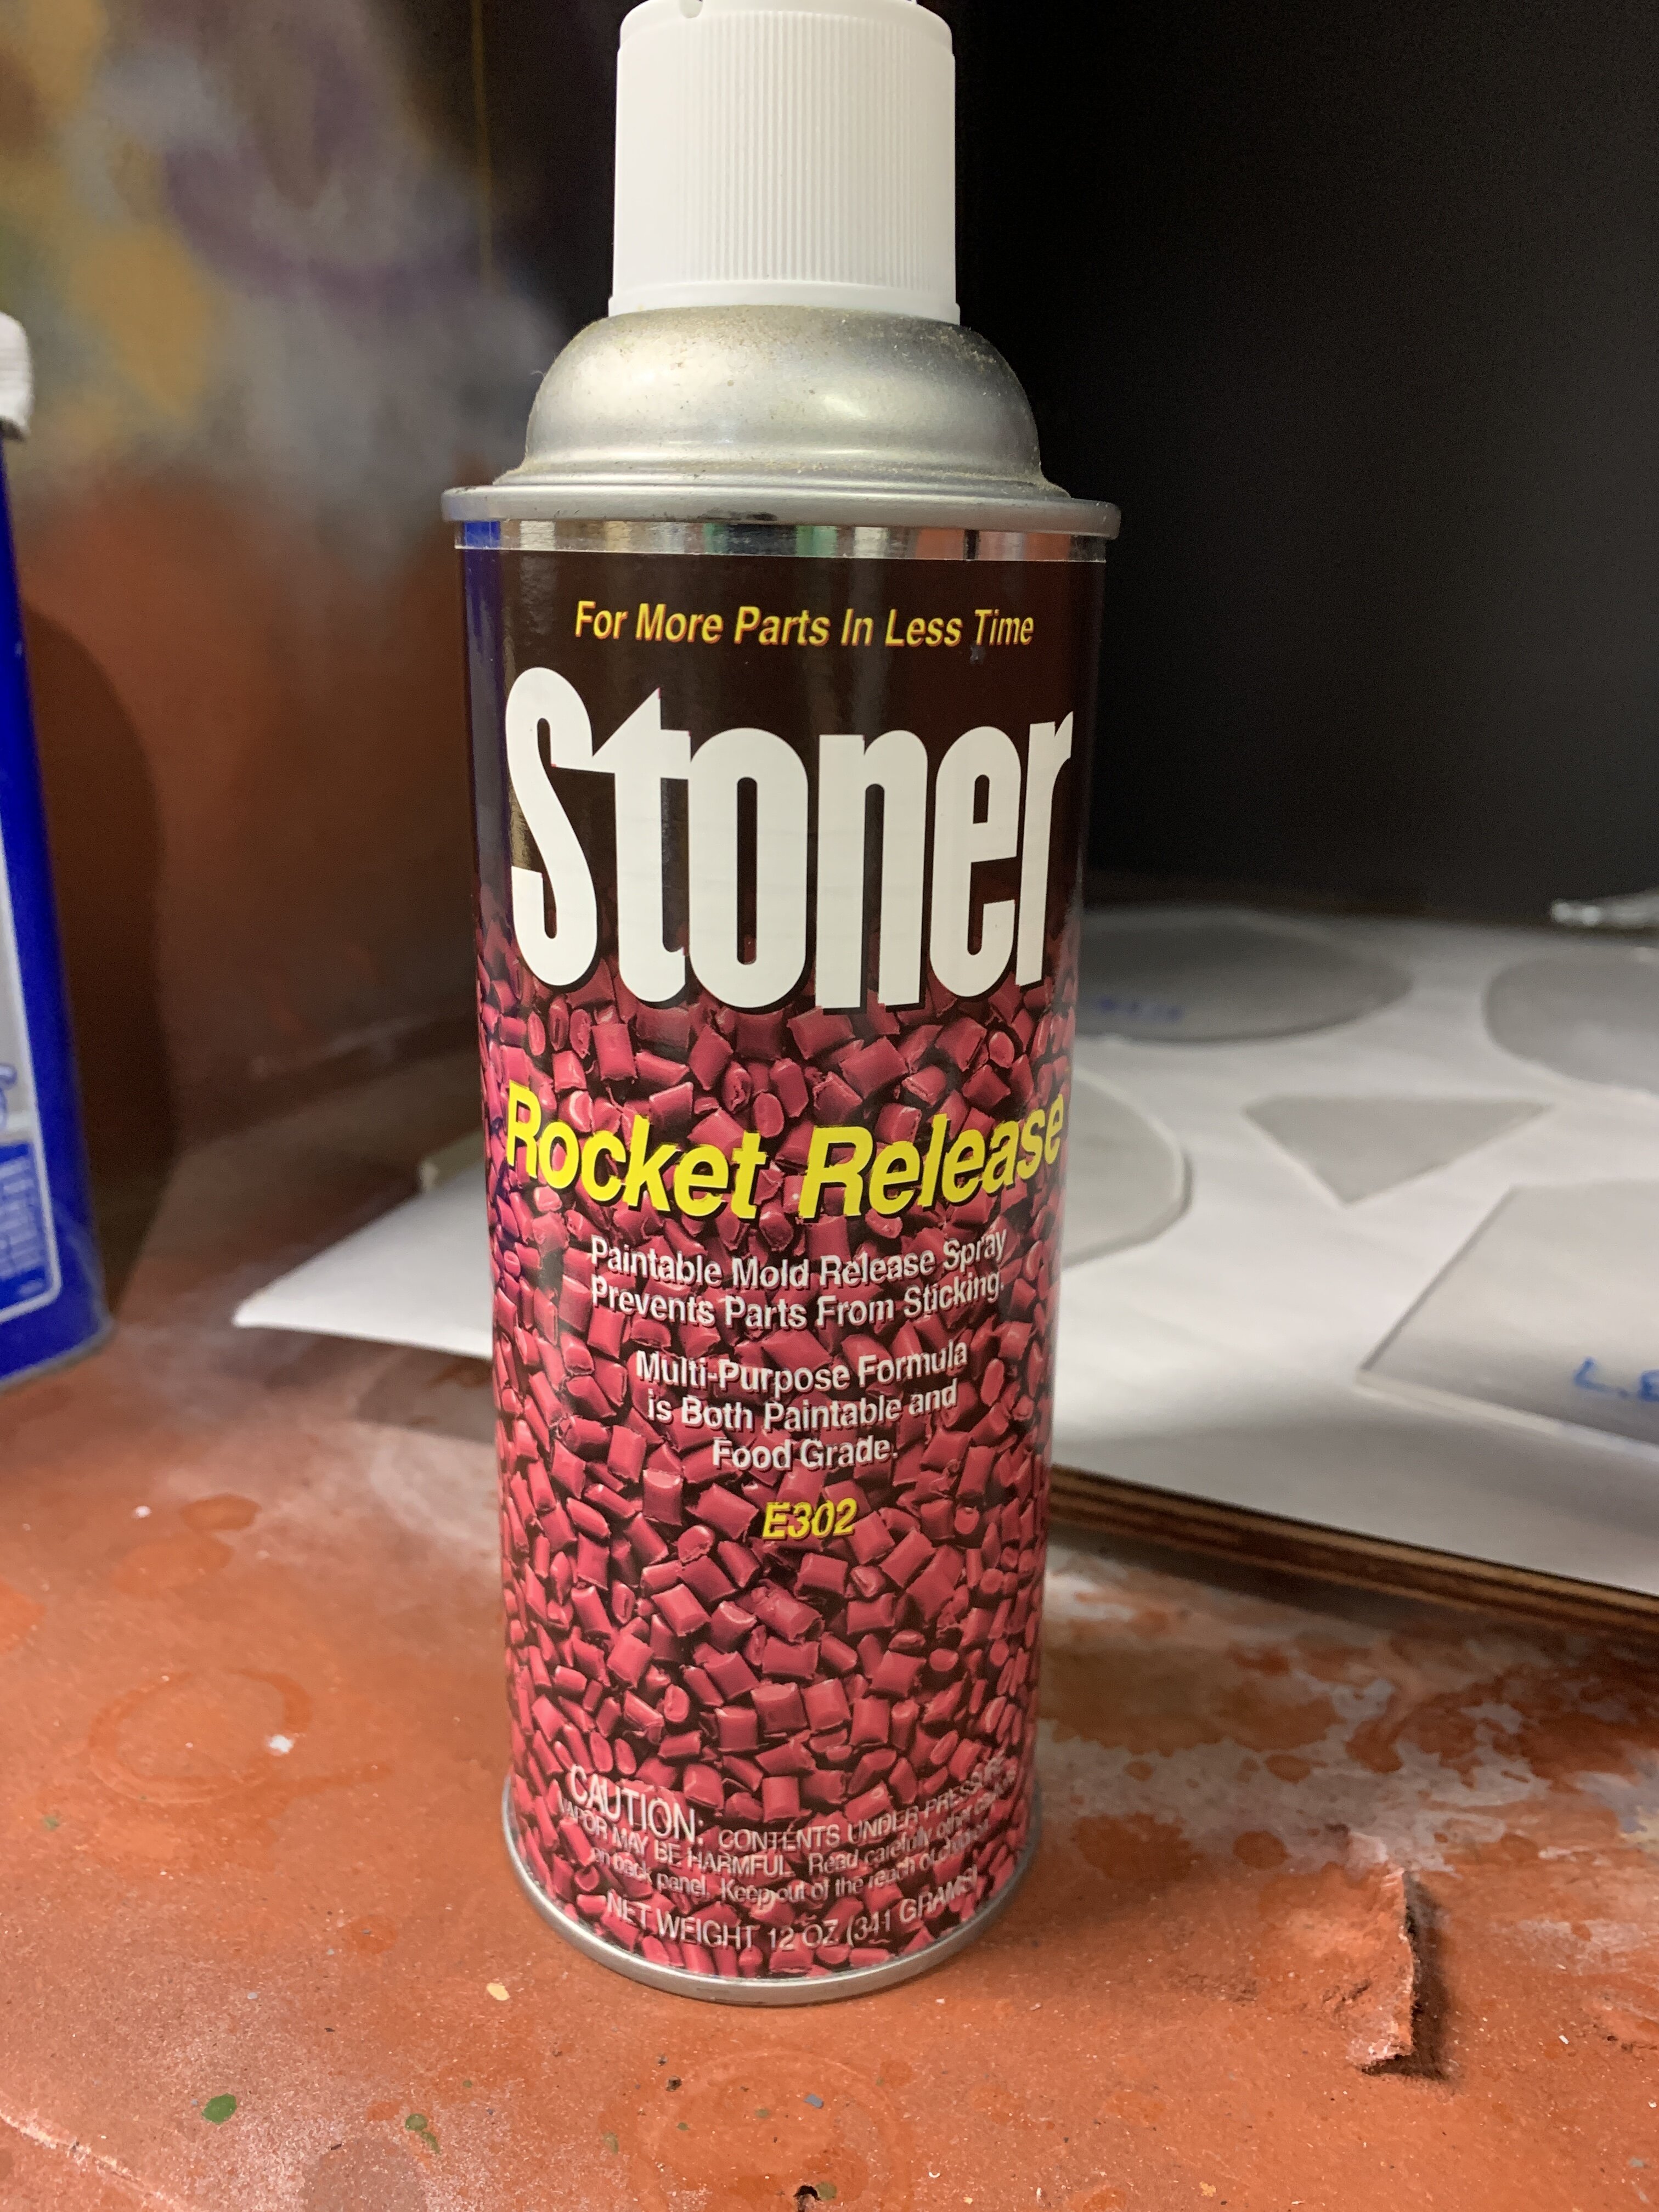 For More Parts In Less Time
Stoner
Rocket Release
Paintable Mold Release Spray
Prevents Parts From Sticking.
Multi-Purpose Formula
is Both Paintable and
Food Grade.
E302
CAUTION: CONTENTS UNDER PRESSURE.
VAPOR MAY BE HARMFUL. Read carefully other
on back panel. Keep out of the reach of
NET WEIGHT 12 OZ (341 GRAMS)